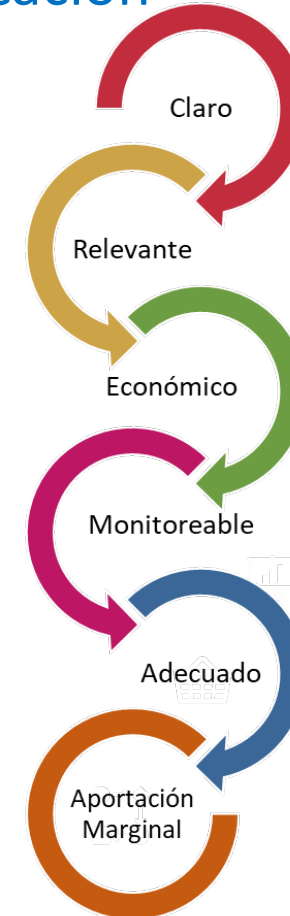 Claro
Relevante
Económico
Monitoreable
Adecuado
Aportación
Marginal